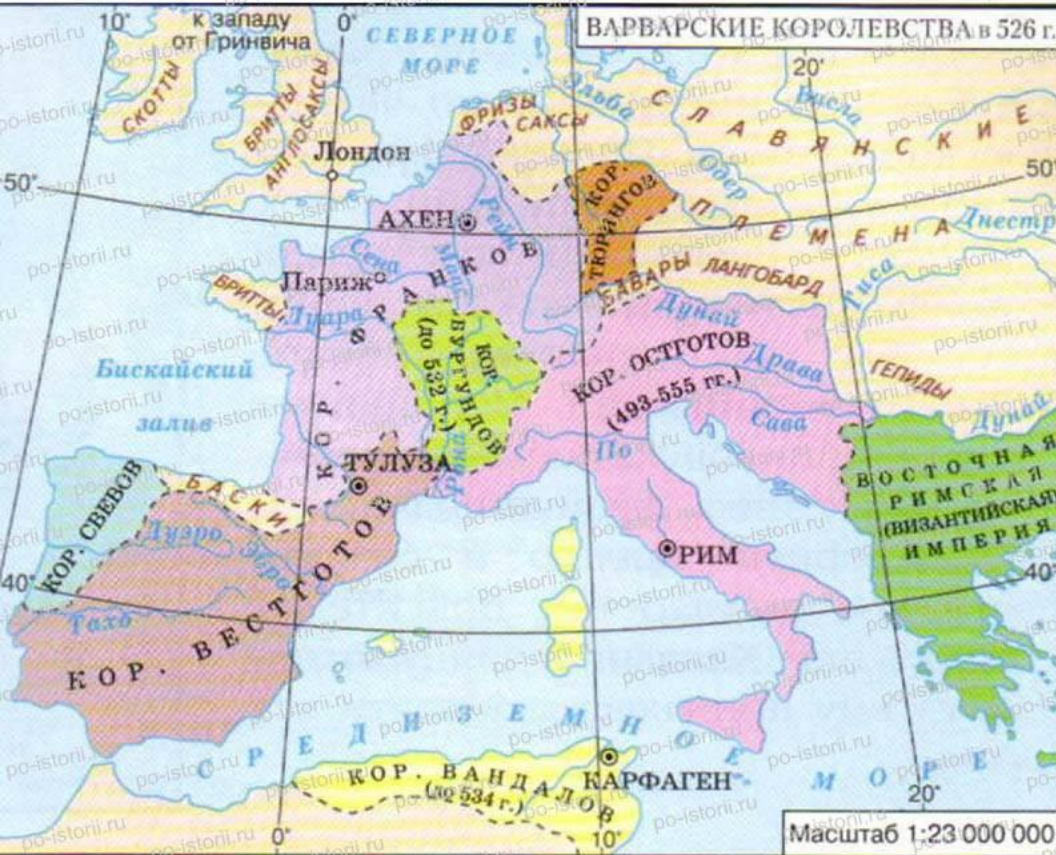 ВАРВАРСКИЕ КОРОЛЕВСТВА в 526 г.
10°
к западу
от Гринвича
0°
20°
СЕВЕРНОЕ
МОРЕ
СКОТТЫ
БРИТТЫ
АНГЛОСАКСЫ
Лондон
ФРИЗЫ
САКСЫ
Эльба
Висла
Одер
СЛАВЯНСКИЕ
ПЛЕМЕНА
50°
50°
АХЕН
Рейн
КОР.
ТЮРИНГОВ
Днестр
Сена
Маас
Париж
БРИТТЫ
Луара
КОР. ФРАНКОВ
БАВАРЫ
ЛАНГОБАРД
Тиса
Дунай
КОР.
БУРГУНДОВ
(до 532 г.)
КОР. ОСТГОТОВ
(493-555 гг.)
Драва
Сава
ГЕПИДЫ
Дунай
Бискайский
залив
По
Рона
ТУЛУЗА
БАСКИ
КОР. СВЕВОВ
Дуэро
Эбро
РИМ
ВОСТОЧНАЯ
РИМСКАЯ
(ВИЗАНТИЙСКАЯ)
ИМПЕРИЯ
40°
40°
Тахо
КОР. ВЕСТГОТОВ
СРЕДИЗЕМНОЕ МОРЕ
КОР. ВАНДАЛОВ
(до 534 г.)
КАРФАГЕН
0°
10°
20°
Масштаб 1:23 000 000
po-istorii.ru